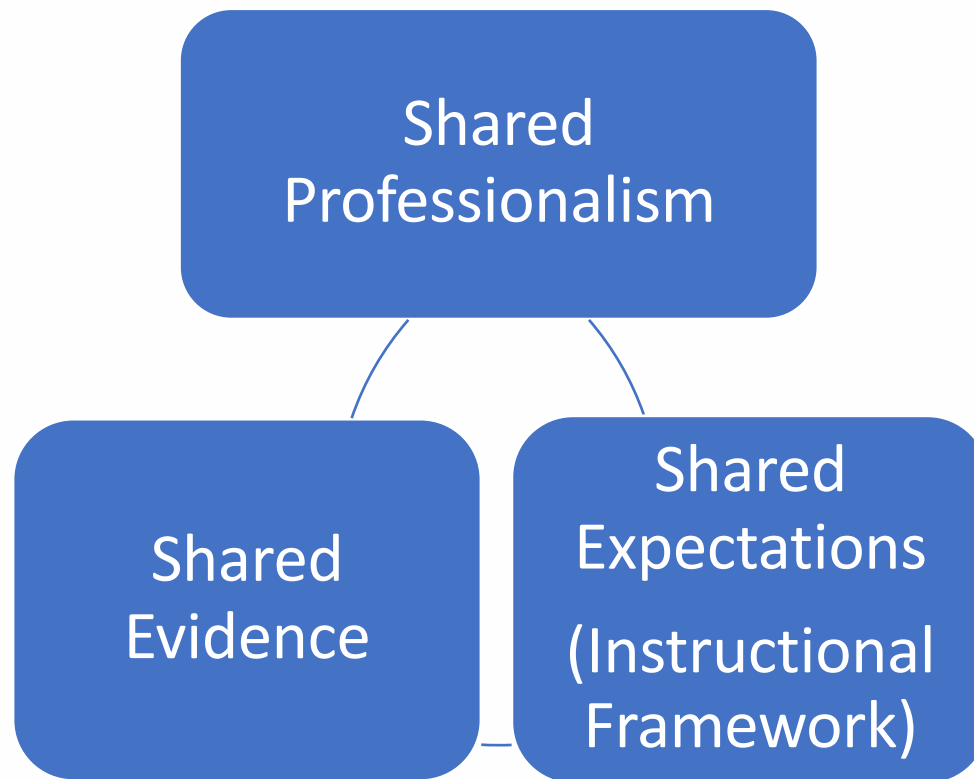 Shared
Professionalism
Shared
Evidence
Shared
Expectations
(Instructional
Framework)